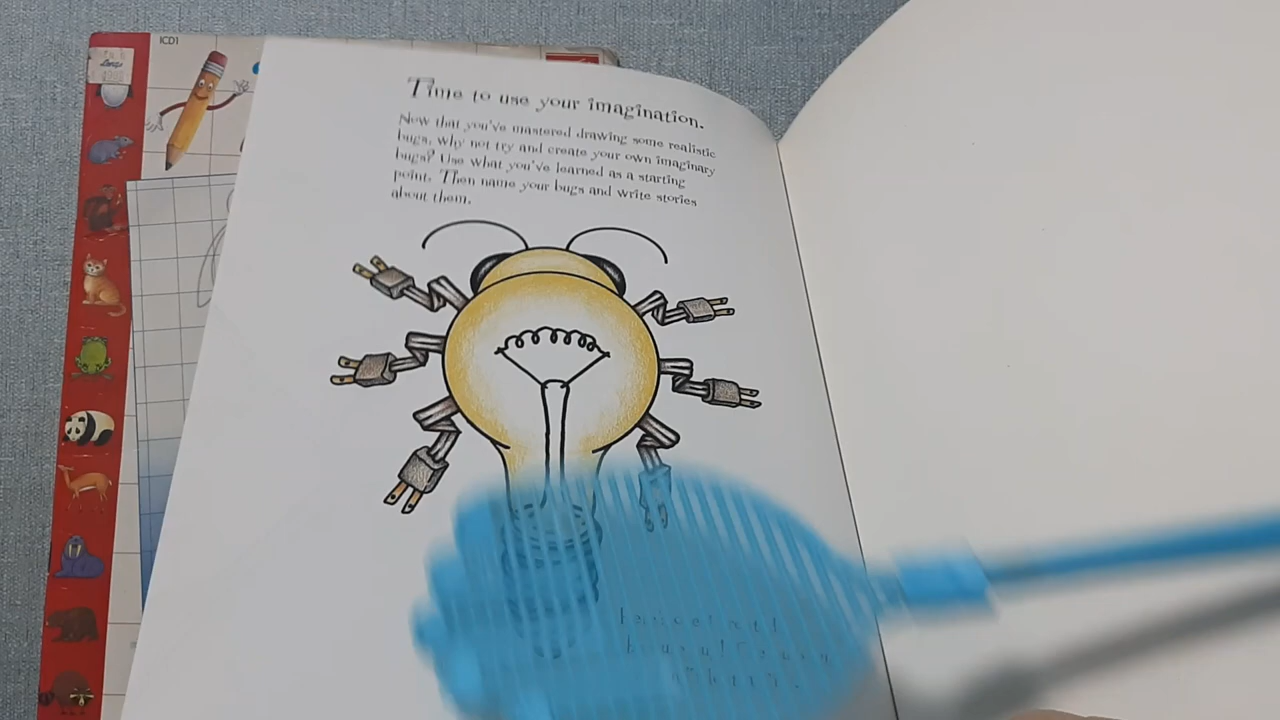 ICD1
Time to use your imagination.
Now that you've mastered drawing some realistic
bugs, why not try and create your own imaginary
bugs? Use what you've learned as a starting
point. Then name your bugs and write stories
about them.